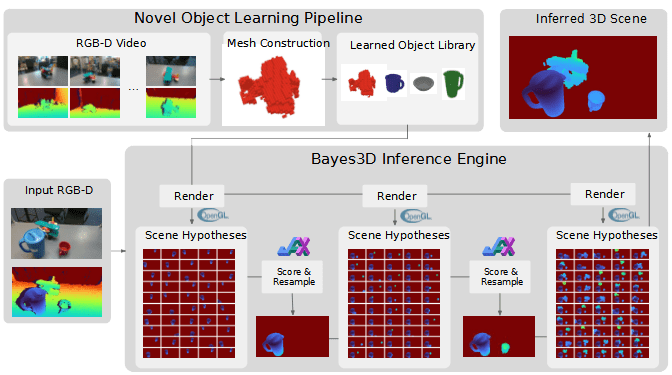 Novel Object Learning Pipeline
RGB-D Video
Mesh Construction
Learned Object Library
...
Inferred 3D Scene
Bayes3D Inference Engine
Input RGB-D
Render
OpenGL
Scene Hypotheses
JAX
Score &
Resample
Render
OpenGL
Scene Hypotheses
JAX
Score &
Resample
Render
OpenGL
Scene Hypotheses